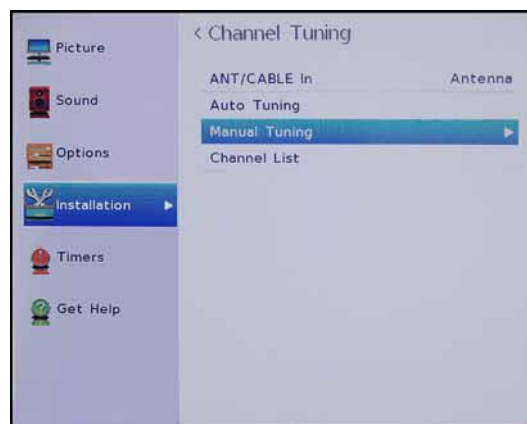 Picture
Sound
Options
Installation
Timers
Get Help
< Channel Tuning
ANT/CABLE In Antenna
Auto Tuning
Manual Tuning
Channel List